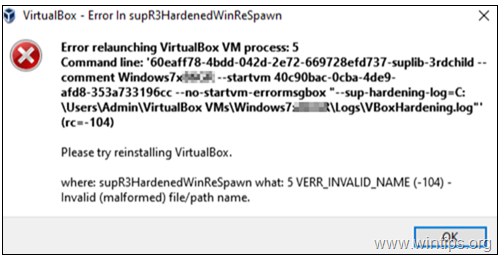 VirtualBox - Error In supR3HardenedWinReSpawn
Error relaunching VirtualBox VM process: 5
Command line: '60eaff78-4bdd-042d-2e72-669728efd737-suplib-3rdchild --
comment Windows7x --startvm 40c90bac-0cba-4de9-
afd8-353a733196cc --no-startvm-errormsgbox "--sup-hardening-log=C:
\Users\Admin\VirtualBox VMs\Windows7\Logs\VBoxHardening.log"'
(rc=-104)
Please try reinstalling VirtualBox.
where: supR3HardenedWinReSpawn what: 5 VERR_INVALID_NAME (-104) -
Invalid (malformed) file/path name.
OK
www.wintips.org